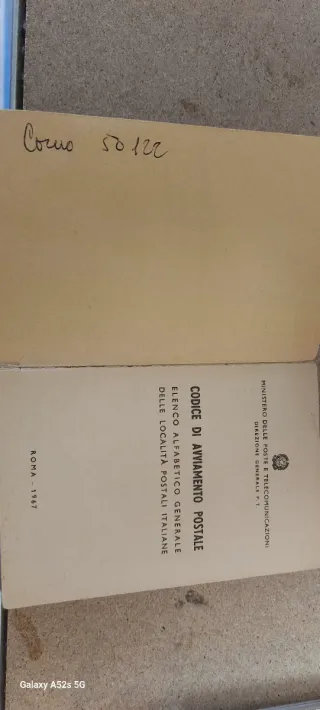 Corno 50122
MINISTERO DELLE POSTE E TELECOMUNICAZIONI
DIREZIONE GENERALE P. T.
CODICE DI AVVIAMENTO POSTALE
ELENCO ALFABETICO GENERALE
DELLE LOCALITÀ POSTALI ITALIANE
ROMA - 1967
Galaxy A52s 5G